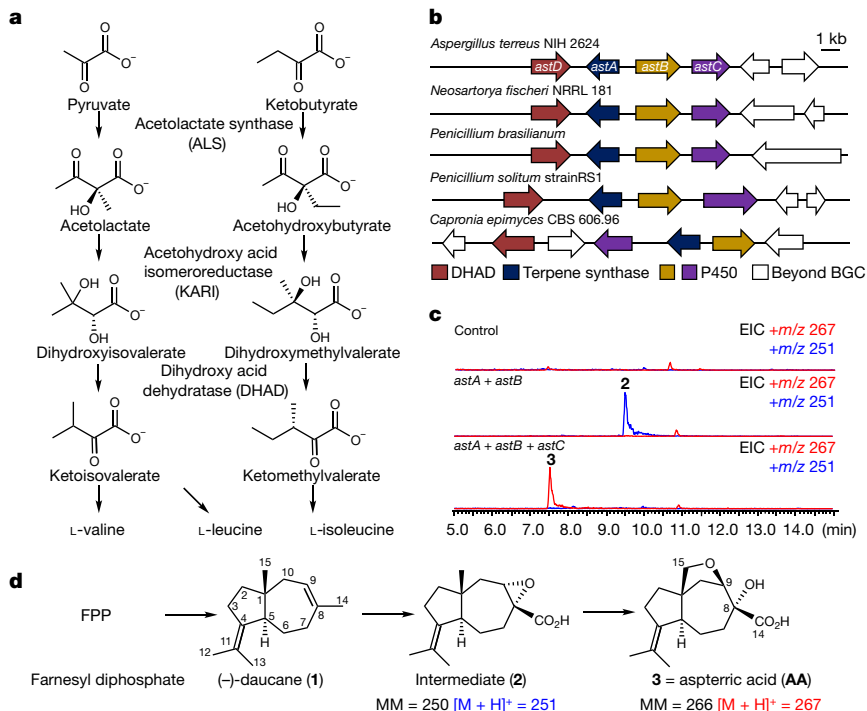 a
O
O⁻
O
Pyruvate
O
O⁻
O
Ketobutyrate
Acetolactate synthase
(ALS)
O
O
O⁻
HO
Acetolactate
O
O
O⁻
HO
Acetohydroxybutyrate
Acetohydroxy acid
isomeroreductase
(KARI)
HO
O
O⁻
OH
Dihydroxyisovalerate
OH
O
O⁻
OH
Dihydroxymethylvalerate
Dihydroxy acid
dehydratase (DHAD)
O
O⁻
O
Ketoisovalerate
O
O⁻
O
Ketomethylvalerate
L-valine
L-leucine
L-isoleucine
b
1 kb
Aspergillus terreus NIH 2624
astD astA astB astC
Neosartorya fischeri NRRL 181
Penicillium brasilianum
Penicillium solitum strainRS1
Capronia epimyces CBS 606.96
DHAD Terpene synthase P450 Beyond BGC
c
Control
EIC +m/z 267
+m/z 251
astA + astB
2
EIC +m/z 267
+m/z 251
astA + astB + astC
3
EIC +m/z 267
+m/z 251
5.0 6.0 7.0 8.0 9.0 10.0 11.0 12.0 13.0 14.0 (min)
d
FPP
Farnesyl diphosphate
15
10
2
9
1
3
14
8
4
5
7
6
11
H
12
13
(–)-daucane (1)
O
CO₂H
H
Intermediate (2)
MM = 250 [M + H]⁺ = 251
15
O
9
OH
8
CO₂H
14
H
3 = aspterric acid (AA)
MM = 266 [M + H]⁺ = 267